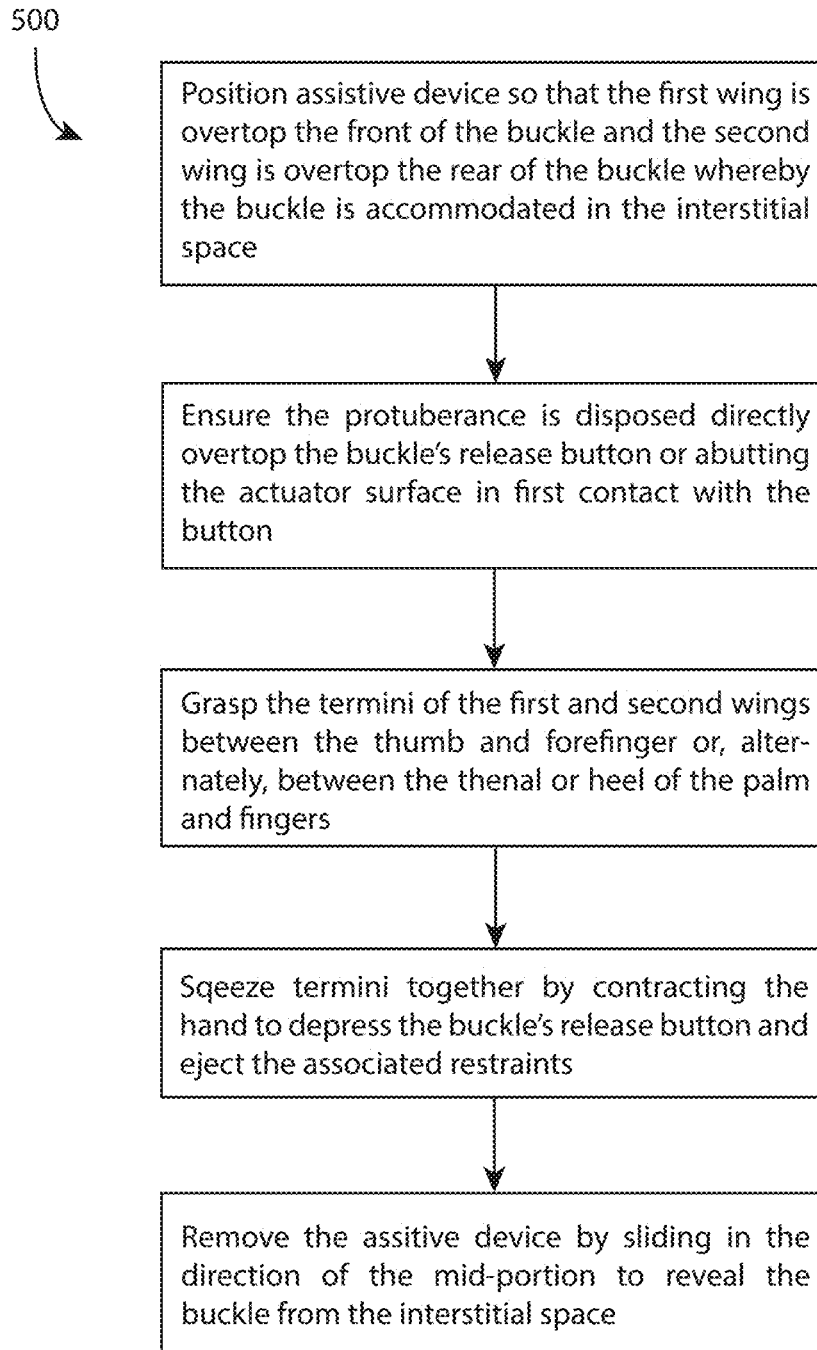 500
Position assistive device so that the first wing is
overtop the front of the buckle and the second
wing is overtop the rear of the buckle whereby
the buckle is accommodated in the interstitial
space
Ensure the protuberance is disposed directly
overtop the buckle's release button or abutting
the actuator surface in first contact with the
button
Grasp the termini of the first and second wings
between the thumb and forefinger or, alter-
nately, between the thenal or heel of the palm
and fingers
Sqeeze termini together by contracting the
hand to depress the buckle's release button and
eject the associated restraints
Remove the assitive device by sliding in the
direction of the mid-portion to reveal the
buckle from the interstitial space